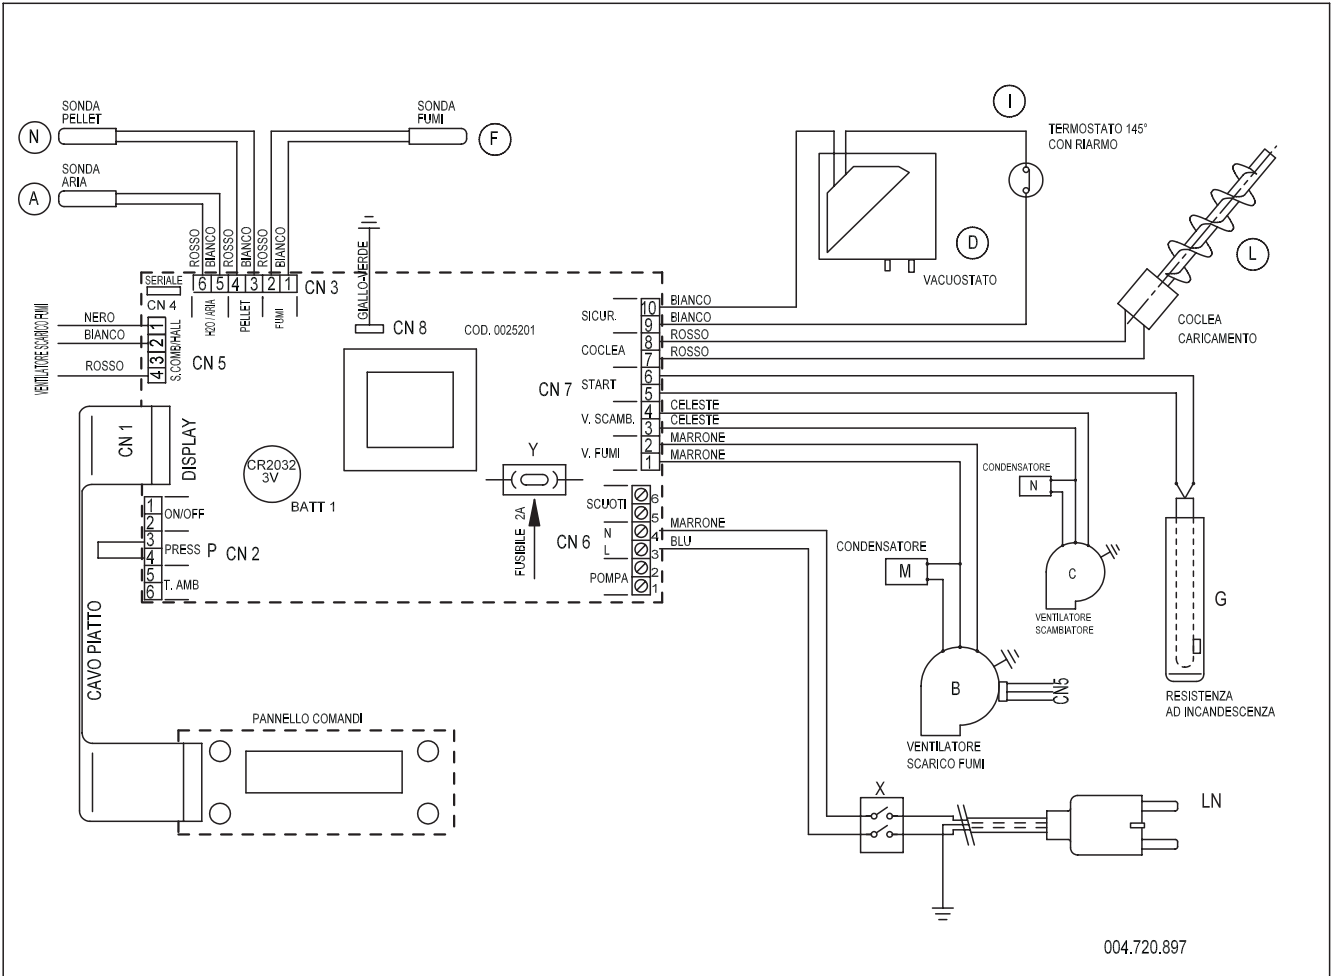 SONDA
PELLET
N
SONDA
FUMI
F
SONDA
ARIA
A
I
TERMOSTATO 145°
CON RIARMO
D
VACUOSTATO
L
COCLEA
CARICAMENTO
ROSSO
BIANCO
ROSSO
BIANCO
ROSSO
BIANCO
6 5 4 3 2 1
CN 3
H20 / ARIA
PELLET
FUMI
GIALLO-VERDE
CN 8
COD. 0025201
SERIALE
CN 4
VENTILATORE SCARICO FUMI
NERO
BIANCO
ROSSO
1
2
3
4
S.COMB/HALL
CN 5
CN 1
DISPLAY
CR2032
3V
BATT 1
Y
FUSIBILE 2A
CN 7
SICUR.
COCLEA
START
V. SCAMB.
V. FUMI
10
9
8
7
6
5
4
3
2
1
BIANCO
BIANCO
ROSSO
ROSSO
CELESTE
CELESTE
MARRONE
MARRONE
1
2
3
4
5
6
ON/OFF
PRESS P
T. AMB
CN 2
CN 6
SCUOTI
N
L
POMPA
6
5
4
3
2
1
MARRONE
BLU
CONDENSATORE
N
CONDENSATORE
M
C
VENTILATORE
SCAMBIATORE
B
CN5
VENTILATORE
SCARICO FUMI
G
RESISTENZA
AD INCANDESCENZA
CAVO PIATTO
PANNELLO COMANDI
X
LN
004.720.897